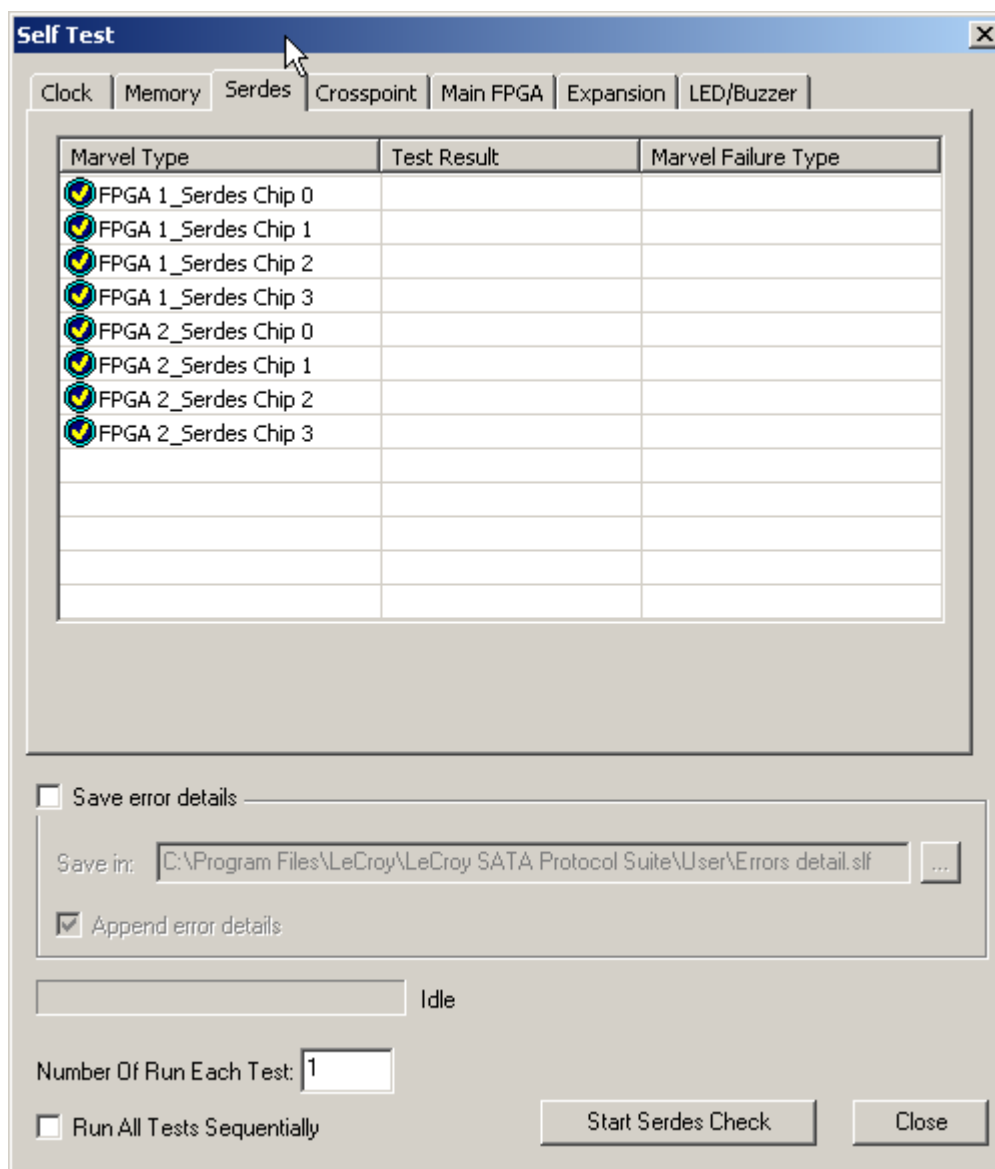 Self Test
Clock Memory Serdes Crosspoint Main FPGA Expansion LED/Buzzer
Marvel Type Test Result Marvel Failure Type
FPGA 1_Serdes Chip 0
FPGA 1_Serdes Chip 1
FPGA 1_Serdes Chip 2
FPGA 1_Serdes Chip 3
FPGA 2_Serdes Chip 0
FPGA 2_Serdes Chip 1
FPGA 2_Serdes Chip 2
FPGA 2_Serdes Chip 3
Save error details
Save in: C:\Program Files\LeCroy\LeCroy SATA Protocol Suite\User\Errors detail.slf ...
Append error details
Idle
Number Of Run Each Test: 1
Run All Tests Sequentially Start Serdes Check Close